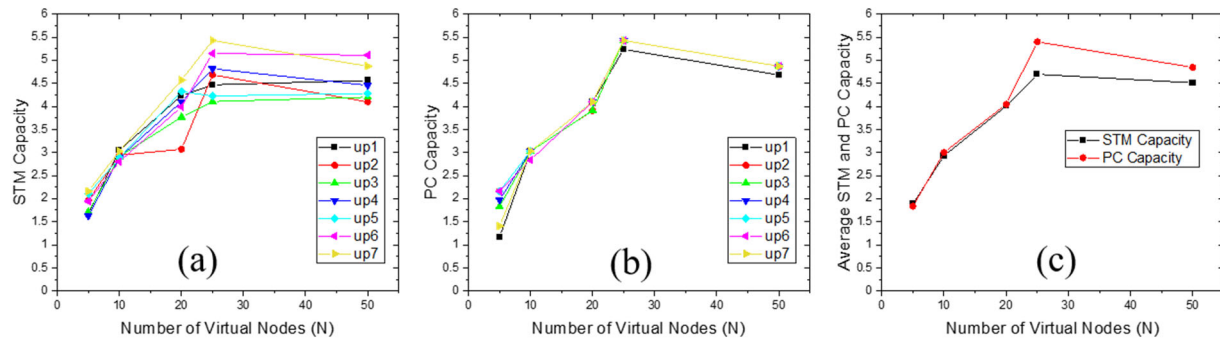 STM Capacity
6
5.5
5
4.5
4
3.5
3
2.5
2
1.5
1
0.5
0
0 10 20 30 40 50
Number of Virtual Nodes (N)
up1
up2
up3
up4
up5
up6
up7
(a)
PC Capacity
6
5.5
5
4.5
4
3.5
3
2.5
2
1.5
1
0.5
0
0 10 20 30 40 50
Number of Virtual Nodes (N)
up1
up2
up3
up4
up5
up6
up7
(b)
Average STM and PC Capacity
6
5.5
5
4.5
4
3.5
3
2.5
2
1.5
1
0.5
0
0 10 20 30 40 50
Number of Virtual Nodes (N)
STM Capacity
PC Capacity
(c)